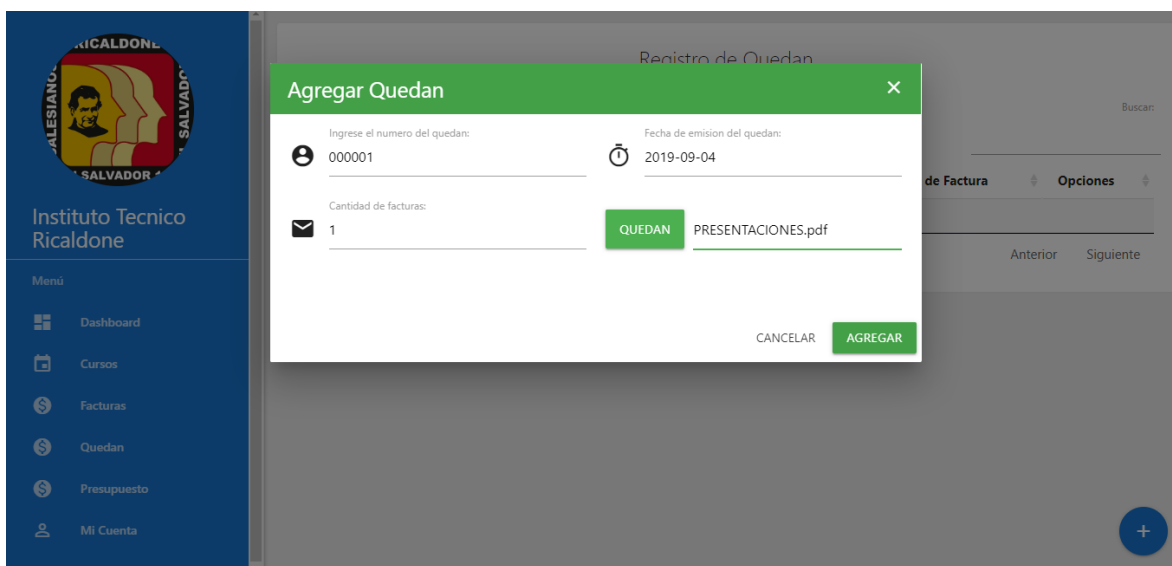 RICALDONE
SALESIANO
SALVADOR
SALVADOR
Instituto Tecnico
Ricaldone
Menú
Dashboard
Cursos
Facturas
Quedan
Presupuesto
Mi Cuenta
Registro de Quedan
Agregar Quedan
Ingrese el numero del quedan:
000001
Fecha de emision del quedan:
2019-09-04
Cantidad de facturas:
1
QUEDAN
PRESENTACIONES.pdf
CANCELAR
AGREGAR
Buscar:
de Factura
Opciones
Anterior
Siguiente